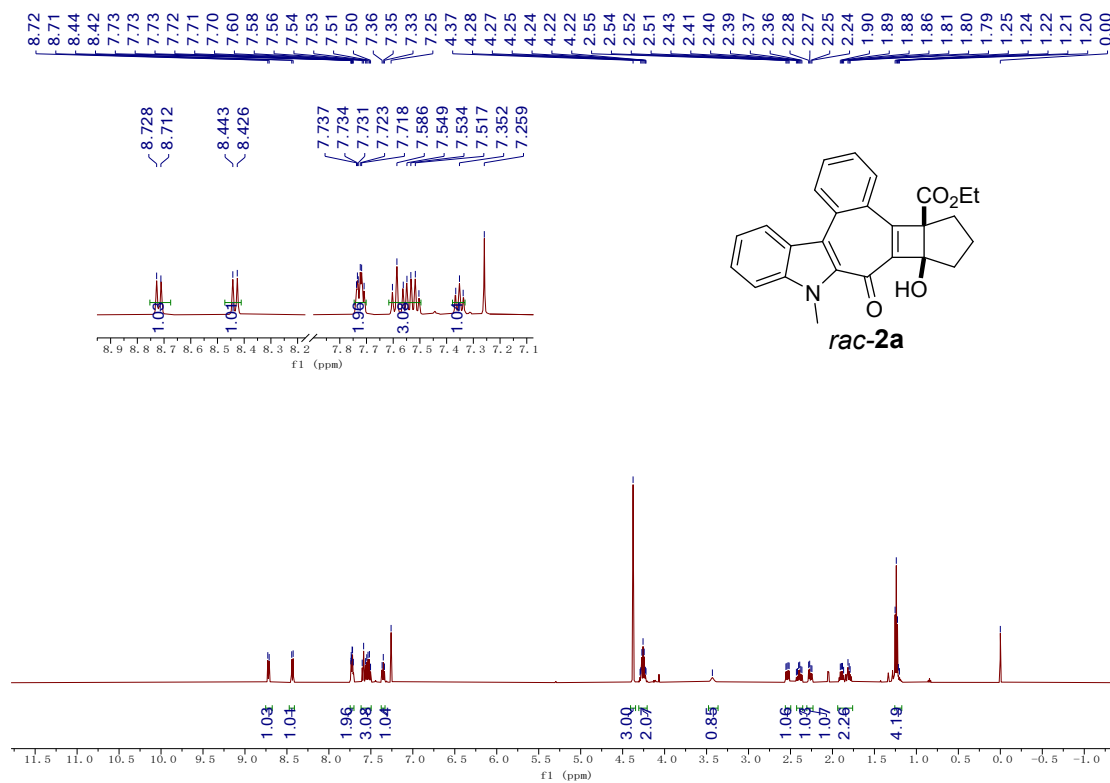 8.72 8.71 8.44 8.42 7.73 7.73 7.73 7.72 7.71 7.70 7.60 7.58 7.56 7.54 7.53 7.51 7.50 7.36 7.35 7.33 7.25 4.37 4.28 4.27 4.25 4.24 4.22 4.22 2.55 2.54 2.52 2.51 2.43 2.41 2.40 2.39 2.37 2.36 2.28 2.27 2.25 2.24 1.90 1.89 1.88 1.86 1.81 1.80 1.79 1.25 1.24 1.22 1.21 1.20 0.00
8.728 8.712 8.443 8.426 7.737 7.734 7.731 7.723 7.718 7.586 7.549 7.534 7.517 7.352 7.259
CO2Et
HO
N
O
rac-2a
1.03 1.01 1.96 3.08 1.04
8.9 8.8 8.7 8.6 8.5 8.4 8.3 8.2 7.8 7.7 7.6 7.5 7.4 7.3 7.2 7.1
f1 (ppm)
1.03 1.01 1.96 3.08 1.04 3.00 2.07 0.85 1.06 1.03 1.07 2.26 4.19
11.5 11.0 10.5 10.0 9.5 9.0 8.5 8.0 7.5 7.0 6.5 6.0 5.5 5.0 4.5 4.0 3.5 3.0 2.5 2.0 1.5 1.0 0.5 0.0 -0.5 -1.0
f1 (ppm)